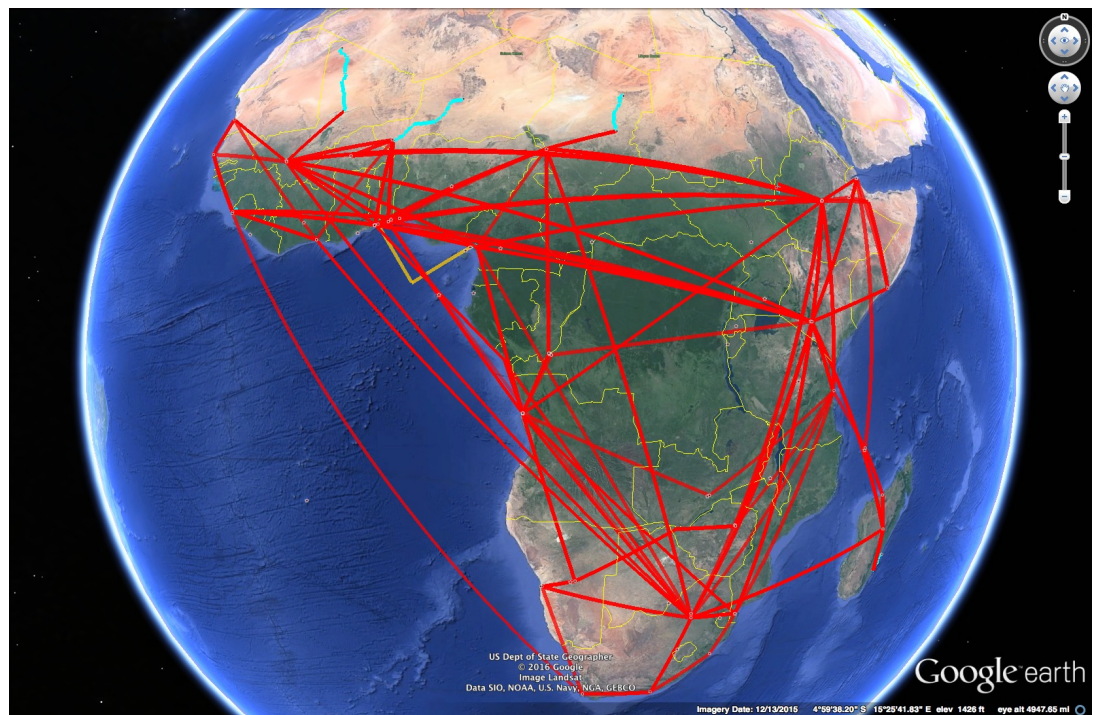 N
US Dept of State Geographer
© 2016 Google
Image Landsat
Data SIO, NOAA, U.S. Navy, NGA, GEBCO
Google earth
Imagery Date: 12/13/2015 4°59'38.20" S 15°25'41.83" E elev 1426 ft eye alt 4947.65 mi